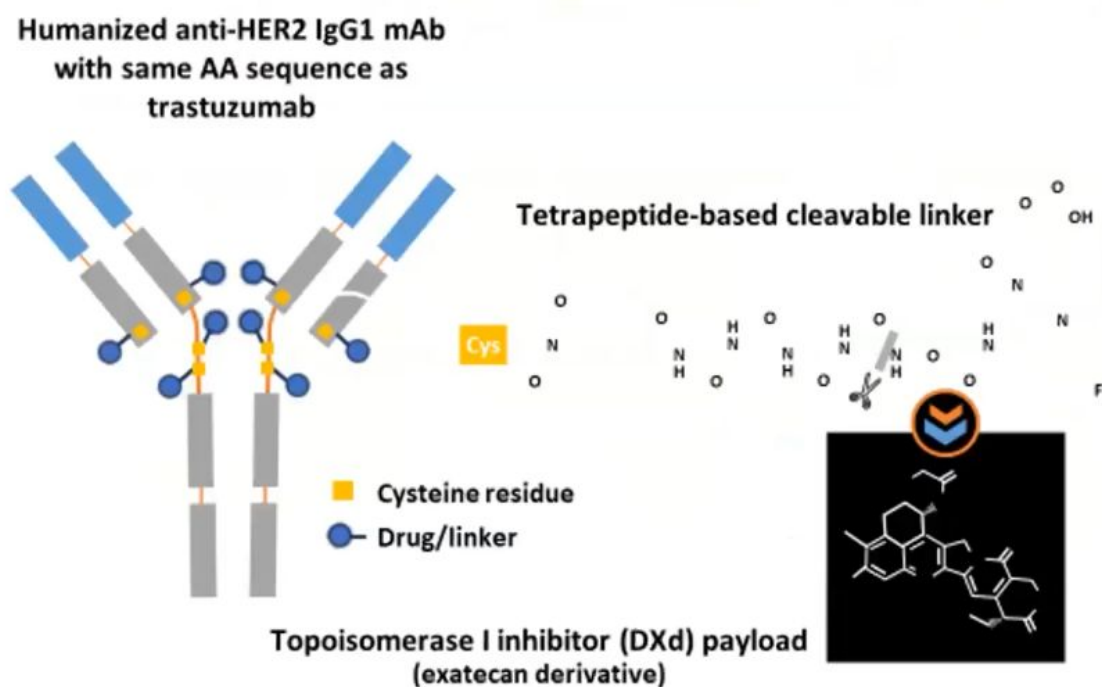 Humanized anti-HER2 IgG1 mAb
with same AA sequence as
trastuzumab
Tetrapeptide-based cleavable linker
O
O
OH
O
N
O
O
H
N
O
H
N
O
H
N
N
Cys
N
N
H
N
H
N
H
O
O
O
O
O
F
Cysteine residue
Drug/linker
Topoisomerase I inhibitor (DXd) payload
(exatecan derivative)